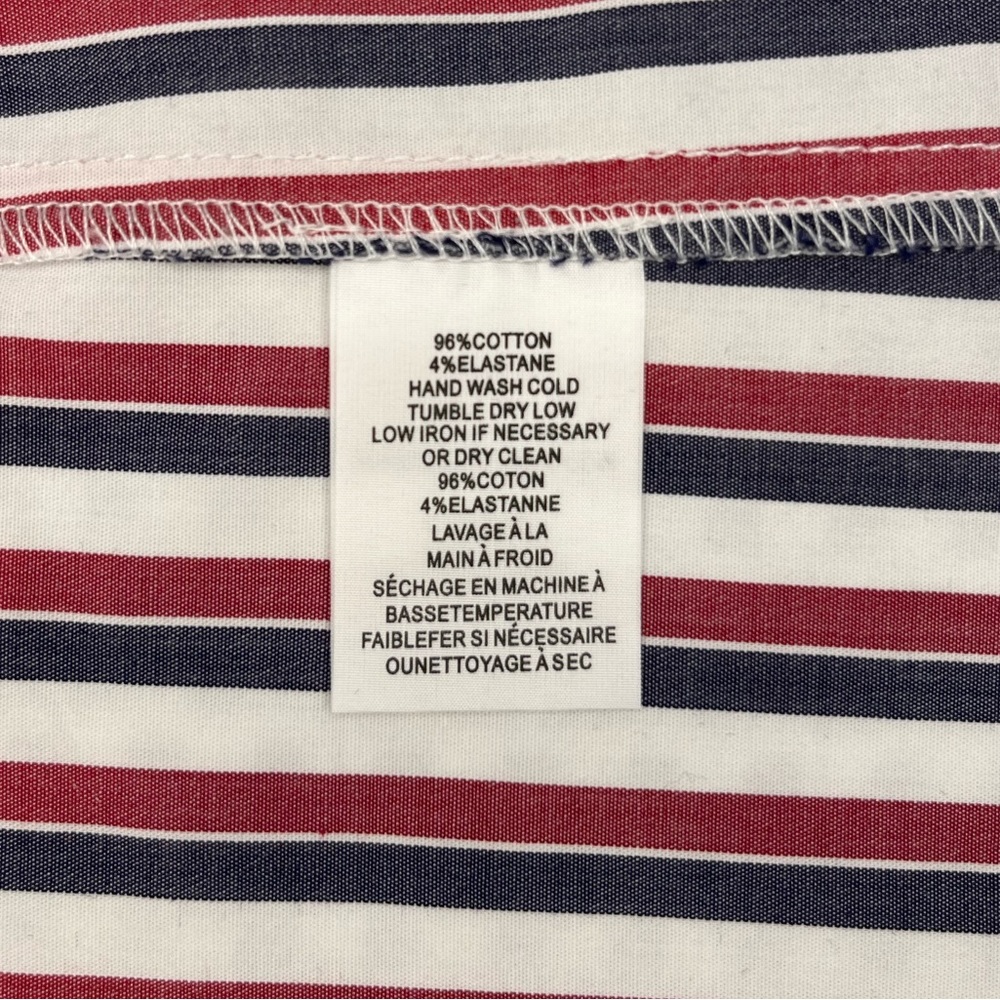 96%COTTON
4%ELASTANE
HAND WASH COLD
TUMBLE DRY LOW
LOW IRON IF NECESSARY
OR DRY CLEAN
96%COTON
4%ELASTANNE
LAVAGE À LA
MAIN À FROID
SÉCHAGE EN MACHINE À
BASSETEMPERATURE
FAIBLEFER SI NÉCESSAIRE
OUNETTOYAGE À SEC